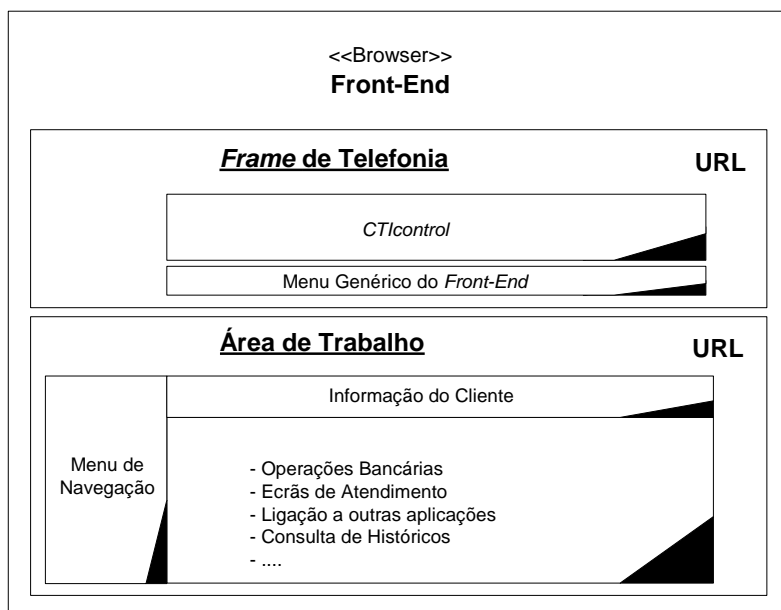 <<Browser>>
Front-End
Frame de Telefonia
URL
CTIcontrol
Menu Genérico do Front-End
Área de Trabalho
URL
Informação do Cliente
Menu de
Navegação
- Operações Bancárias
- Ecrãs de Atendimento
- Ligação a outras aplicações
- Consulta de Históricos
- ....